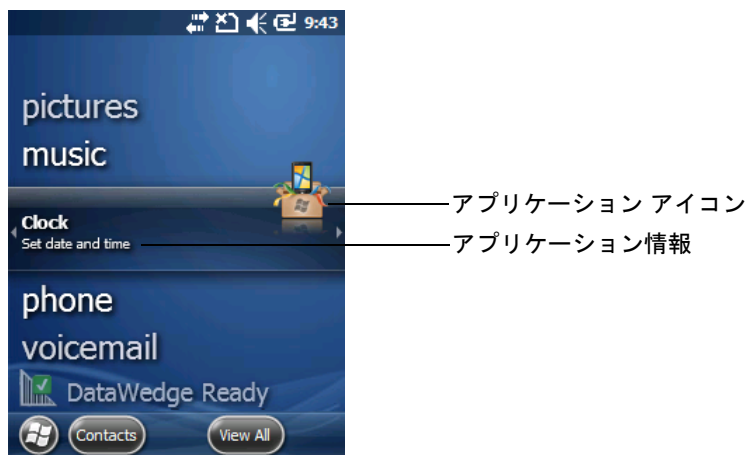 9:43
pictures
music
アプリケーション アイコン
Clock
Set date and time
アプリケーション情報
phone
voicemail
DataWedge Ready
Contacts
View All